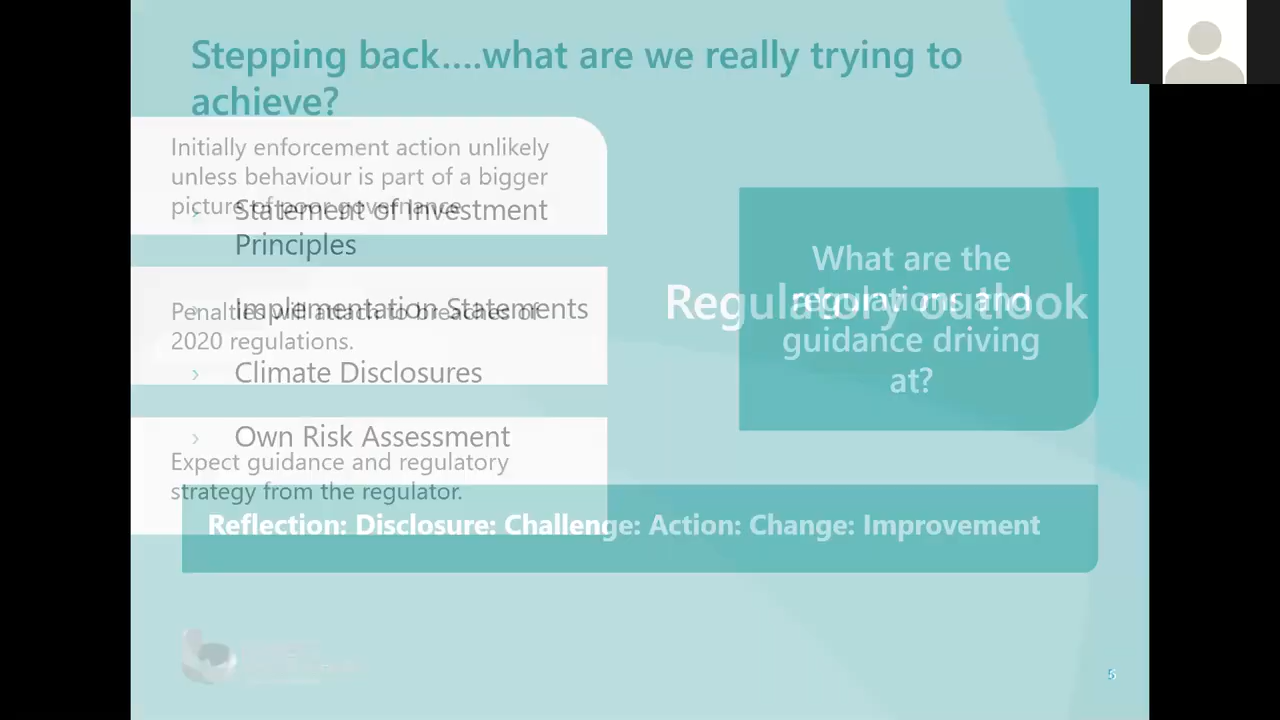 Stepping back....what are we really trying to
achieve?
Initially enforcement action unlikely
unless behaviour is part of a bigger
picture of poor governance
› Statement of Investment
Principles
› Implementation Statements
Penalties will attach to breaches of
2020 regulations.
› Climate Disclosures
› Own Risk Assessment
Expect guidance and regulatory
strategy from the regulator.
What are the
regulations and
guidance driving
at?
Regulatory outlook
Reflection: Disclosure: Challenge: Action: Change: Improvement